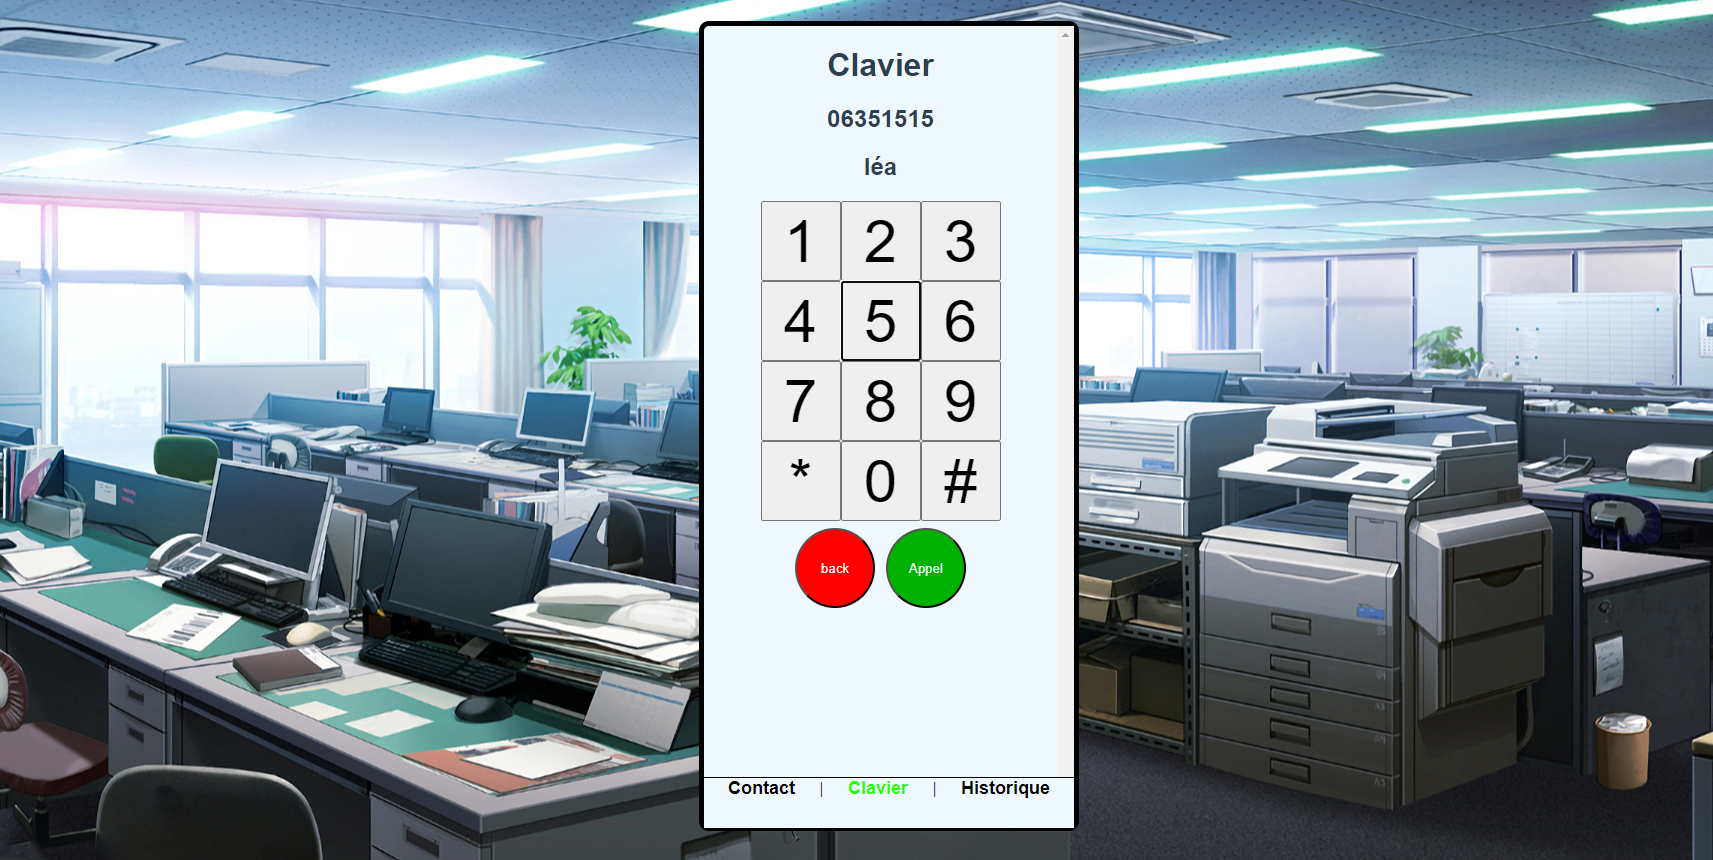 Clavier
06351515
léa
1 2 3
4 5 6
7 8 9
* 0 #
back Appel
Contact | Clavier | Historique